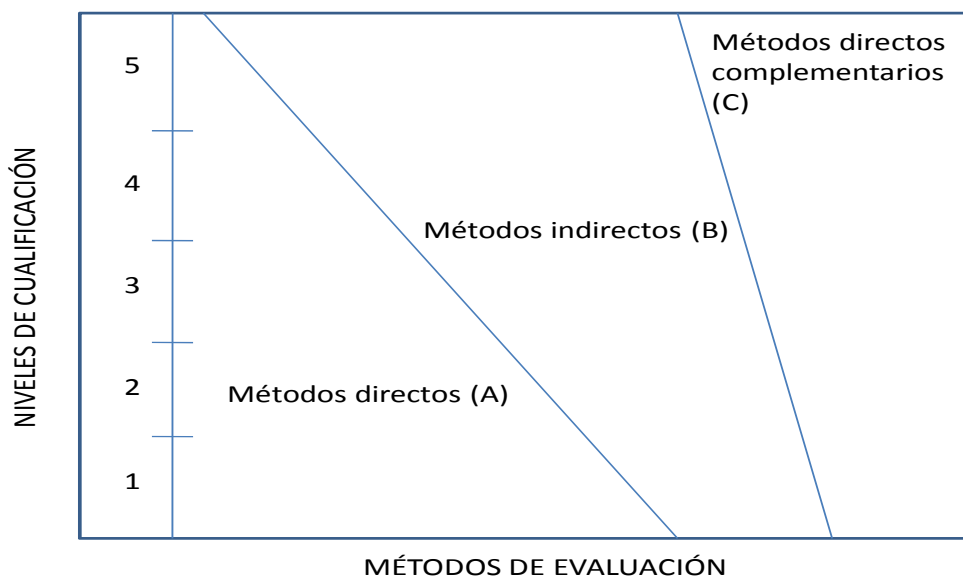 Métodos directos
complementarios
(C)
5
4
Métodos indirectos (B)
3
2
Métodos directos (A)
1
NIVELES DE CUALIFICACIÓN
MÉTODOS DE EVALUACIÓN